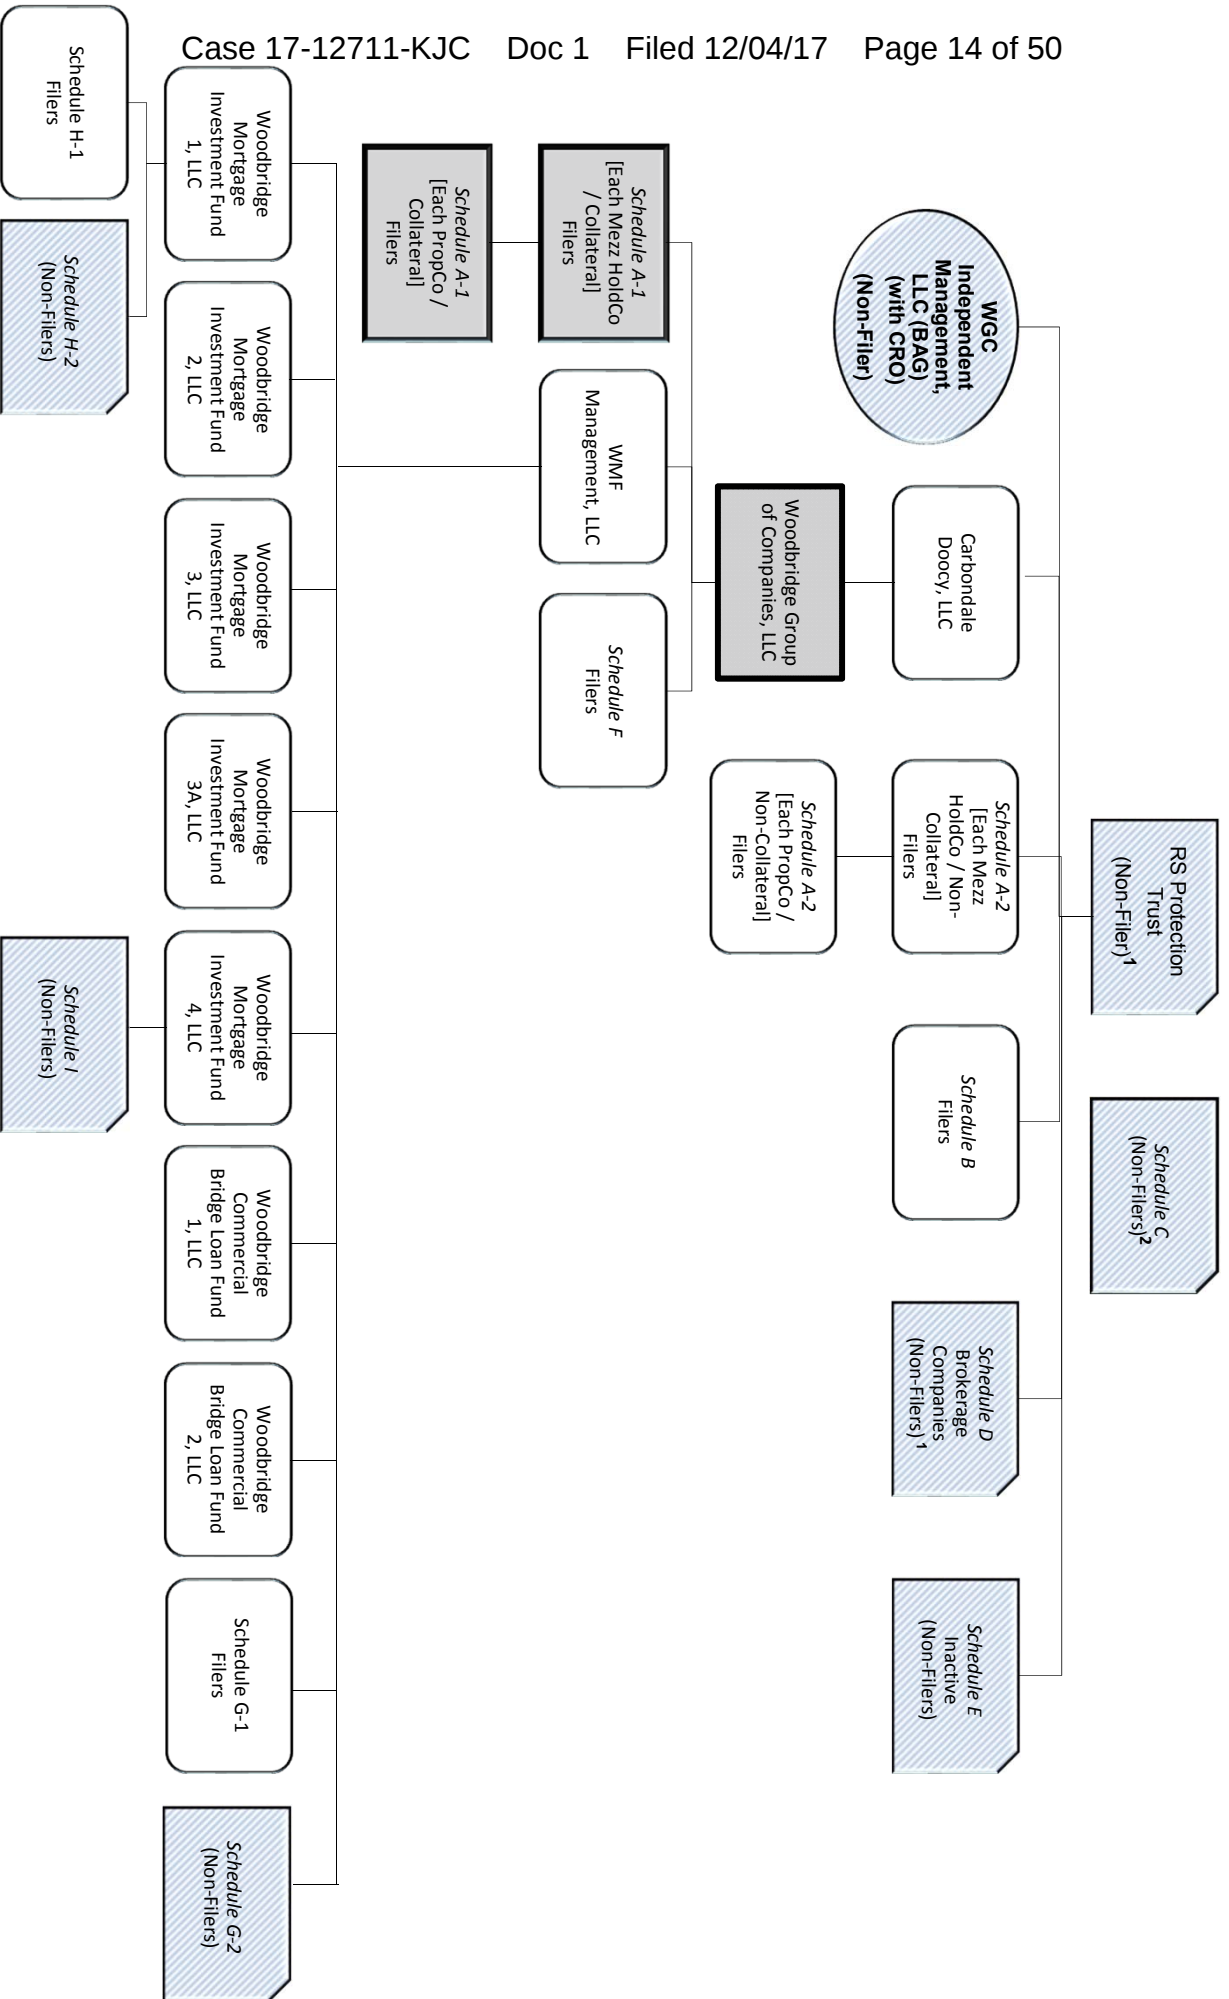 Case 17-12711-KJC Doc 1 Filed 12/04/17 Page 14 of 50
RS Protection
Trust
(Non-Filer)1
Schedule C
(Non-Filers)2
WGC
Independent
Management,
LLC (BAG)
(with CRO)
(Non-Filer)
Carbondale
Doocy, LLC
Schedule A-2
[Each Mezz
HoldCo / Non-
Collateral]
Filers
Schedule B
Filers
Schedule D
Brokerage
Companies
(Non-Filers) 1
Schedule E
Inactive
(Non-Filers)
Woodbridge Group
of Companies, LLC
Schedule A-2
[Each PropCo /
Non-Collateral]
Filers
Schedule A-1
[Each Mezz HoldCo
/ Collateral]
Filers
WMF
Management, LLC
Schedule F
Filers
Schedule A-1
[Each PropCo /
Collateral]
Filers
Woodbridge
Mortgage
Investment Fund
1, LLC
Woodbridge
Mortgage
Investment Fund
2, LLC
Woodbridge
Mortgage
Investment Fund
3, LLC
Woodbridge
Mortgage
Investment Fund
3A, LLC
Woodbridge
Mortgage
Investment Fund
4, LLC
Woodbridge
Commercial
Bridge Loan Fund
1, LLC
Woodbridge
Commercial
Bridge Loan Fund
2, LLC
Schedule G-1
Filers
Schedule G-2
(Non-Filers)
Schedule H-1
Filers
Schedule H-2
(Non-Filers)
Schedule I
(Non-Filers)